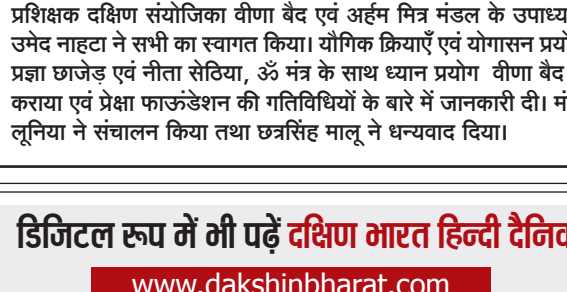 प्रशिक्षक दक्षिण संयोजिका वीणा बैद एवं अर्हम मित्र मंडल के उपाध्य
उमेद नाहटा ने सभी का स्वागत किया। यौगिक क्रियाएँ एवं योगासन प्रयो
प्रज्ञा छाजेड़ एवं नीता सेठिया, ॐ मंत्र के साथ ध्यान प्रयोग वीणा बैद
कराया एवं प्रेक्षा फाऊंडेशन की गतिविधियों के बारे में जानकारी दी। मं
लूनिया ने संचालन किया तथा छत्रसिंह मालू ने धन्यवाद दिया।
डिजिटल रूप में भी पढ़ें दक्षिण भारत हिन्दी दैनिक
www.dakshinbharat.com